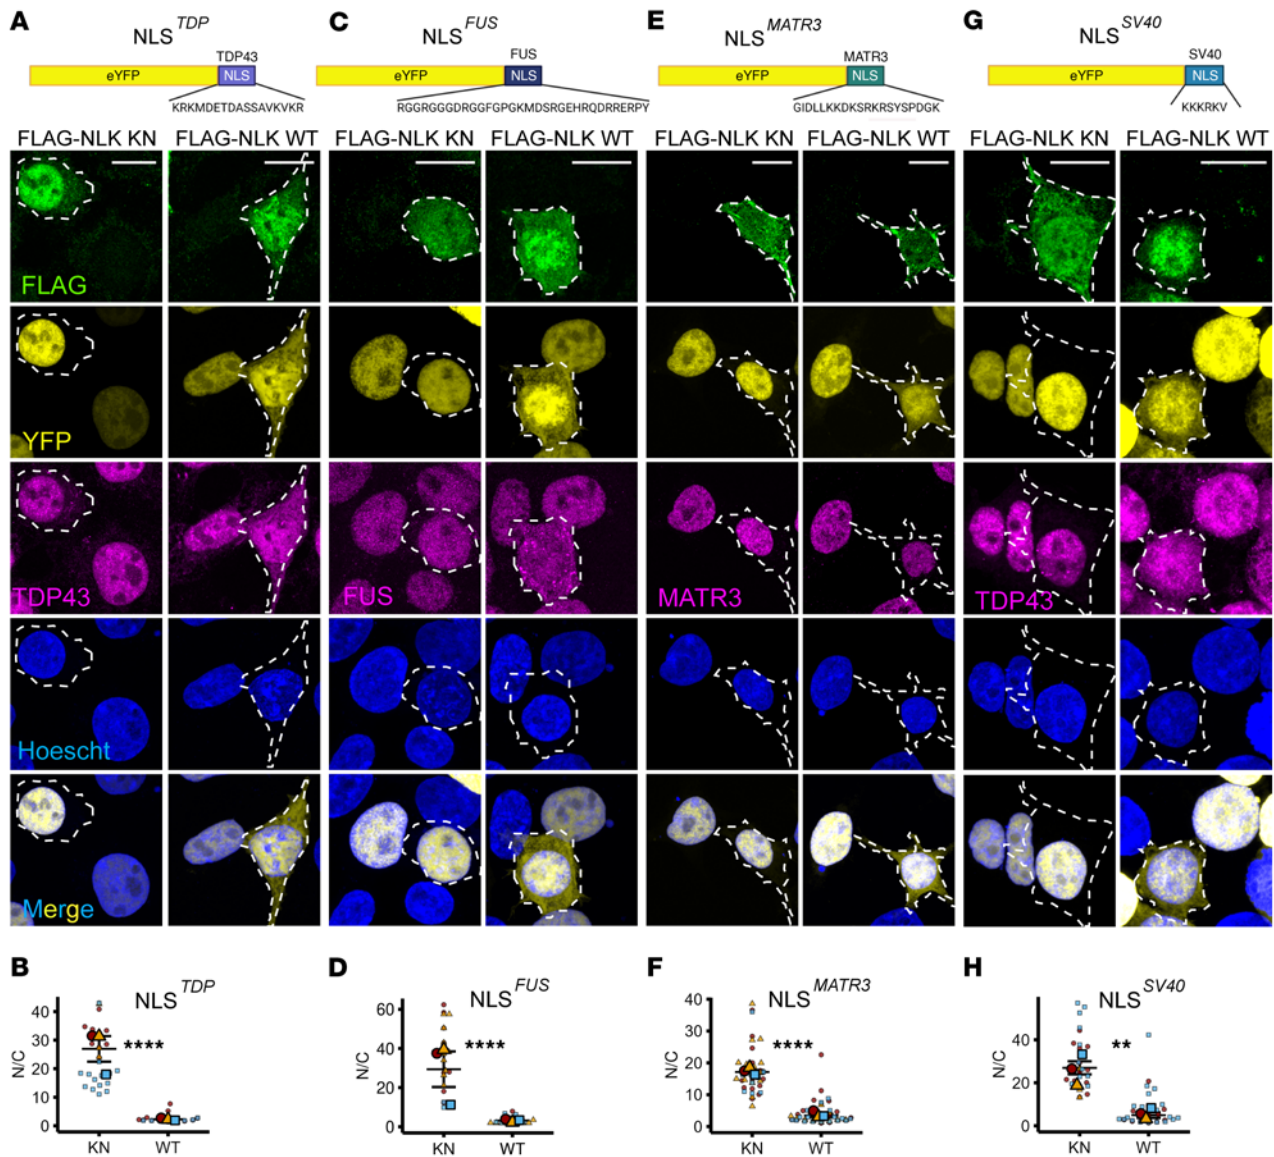 A
NLS TDP
TDP43
eYFP
NLS
KRKMDETDASSAVKVKR
FLAG-NLK KN
FLAG-NLK WT
C
NLS FUS
FUS
eYFP
NLS
RGGRGGGDRGGFGPGKMDSRGEHRQDRRERPY
FLAG-NLK KN
FLAG-NLK WT
E
NLS MATR3
MATR3
eYFP
NLS
GIDLLKKDKSRKRSYSPDGK
FLAG-NLK KN
FLAG-NLK WT
G
NLS SV40
SV40
eYFP
NLS
KKKRKV
FLAG-NLK KN
FLAG-NLK WT
FLAG
YFP
TDP43
FUS
MATR3
TDP43
Hoescht
Merge
B
NLS TDP
N/C
40
30
20
10
0
****
KN
WT
D
NLS FUS
N/C
60
40
20
0
****
KN
WT
F
NLS MATR3
N/C
40
30
20
10
0
****
KN
WT
H
NLS SV40
N/C
40
20
0
**
KN
WT